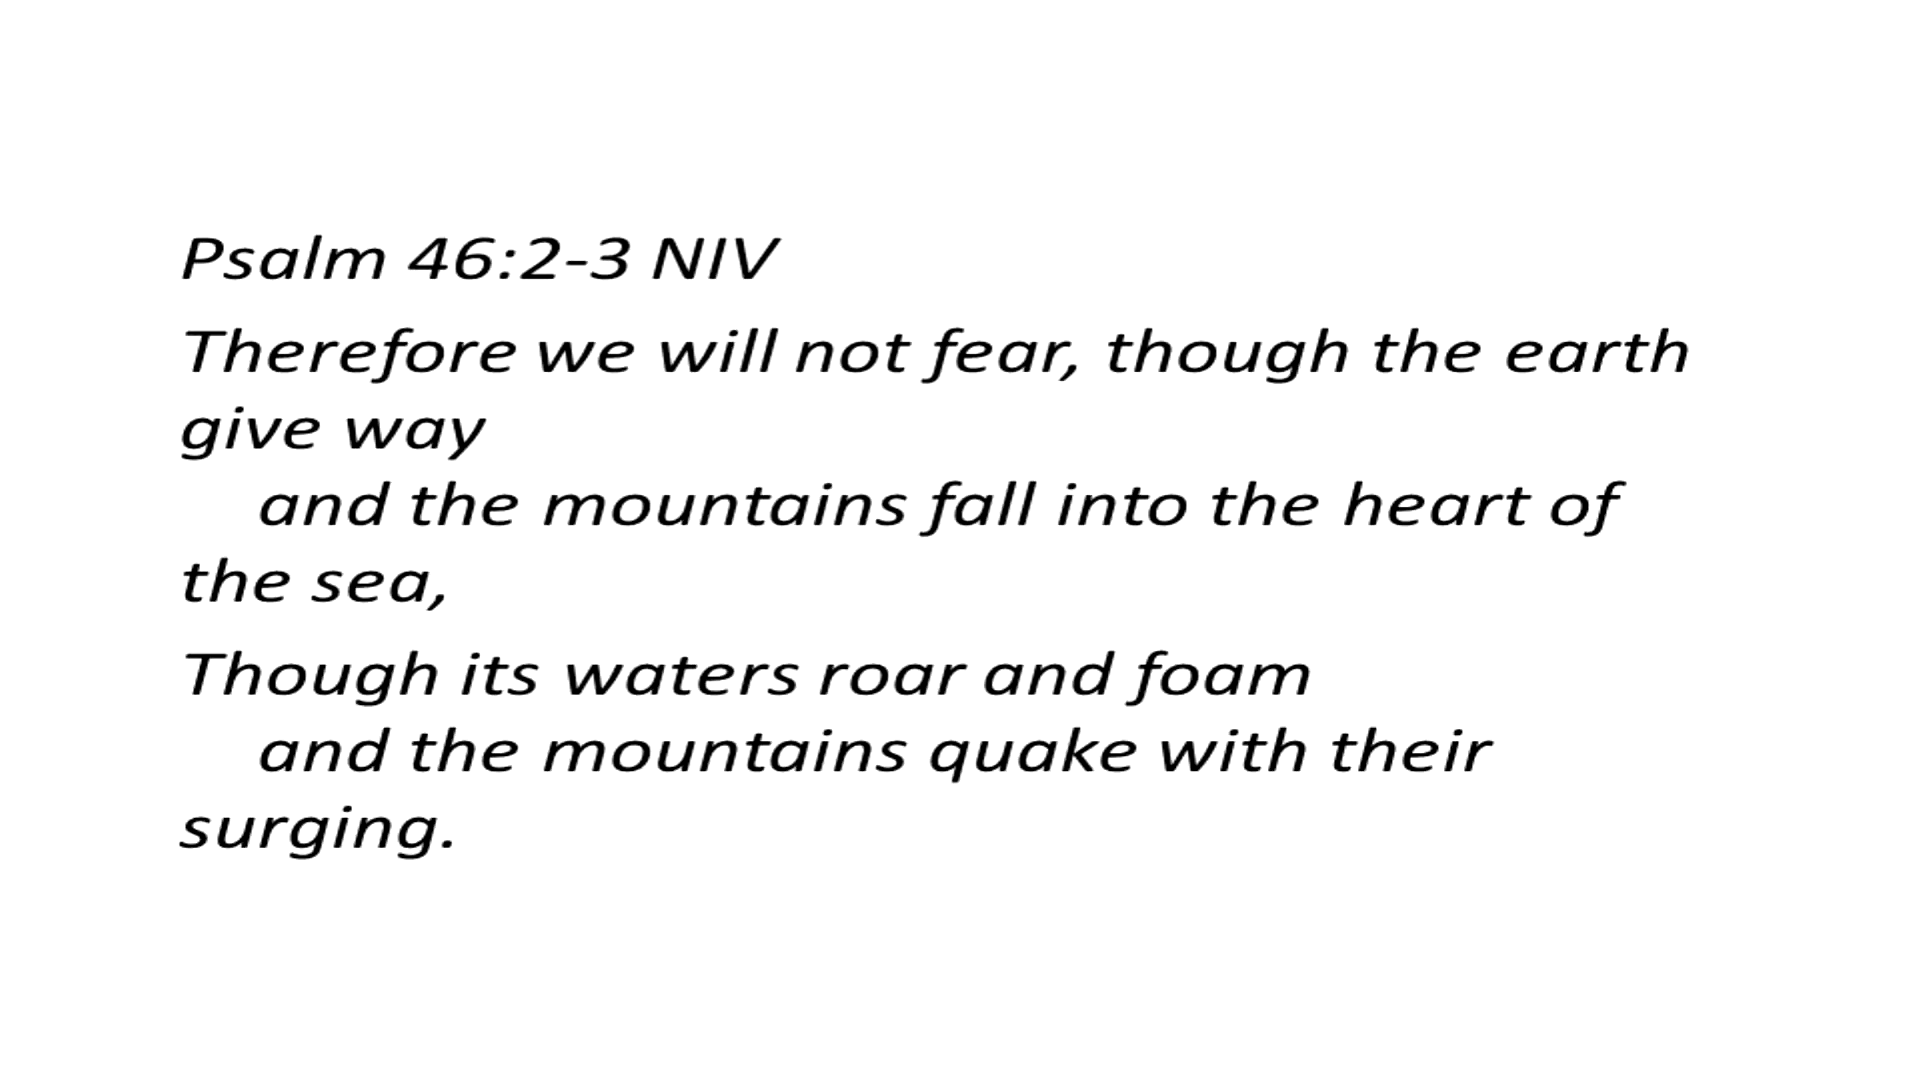 Psalm 46:2-3 NIV
Therefore we will not fear, though the earth
give way
and the mountains fall into the heart of
the sea,
Though its waters roar and foam
and the mountains quake with their
surging.